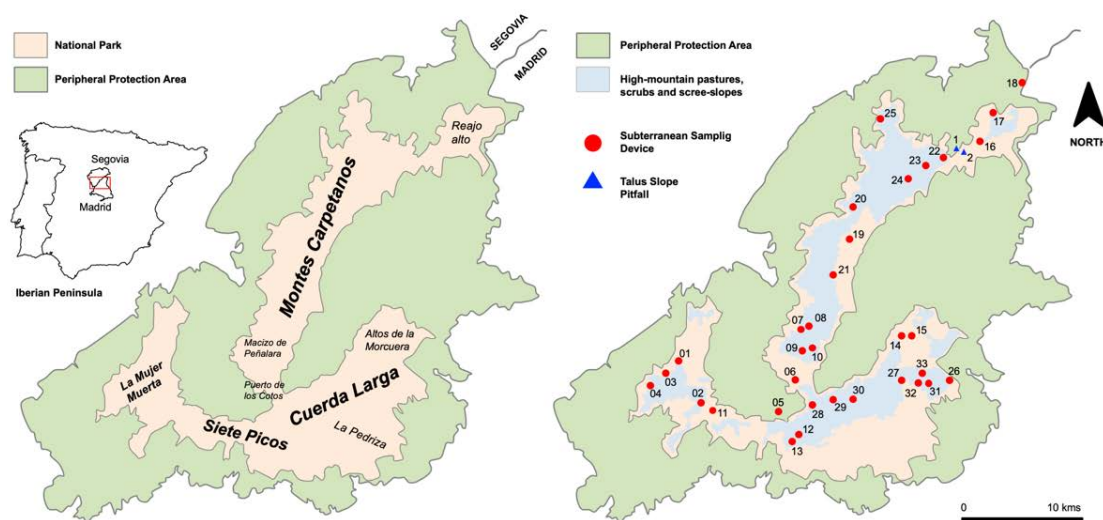 National Park
Peripheral Protection Area
SEGOVIA
MADRID
Segovia
Madrid
Iberian Peninsula
Reajo
alto
Montes Carpetanos
Macizo de
Peñalara
Altos de la
Morcuera
La Mujer
Muerta
Puerto de
los Cotos
Cuerda Larga
Siete Picos
La Pedriza
Peripheral Protection Area
High-mountain pastures,
scrubs and scree-slopes
Subterranean Samplig
Device
Talus Slope
Pitfall
NORTH
18
17
25
1
16
22
2
23
24
20
19
21
07
08
09
10
14
15
01
03
04
06
33
27
26
32
31
02
11
05
30
28
29
12
13
0
10 kms